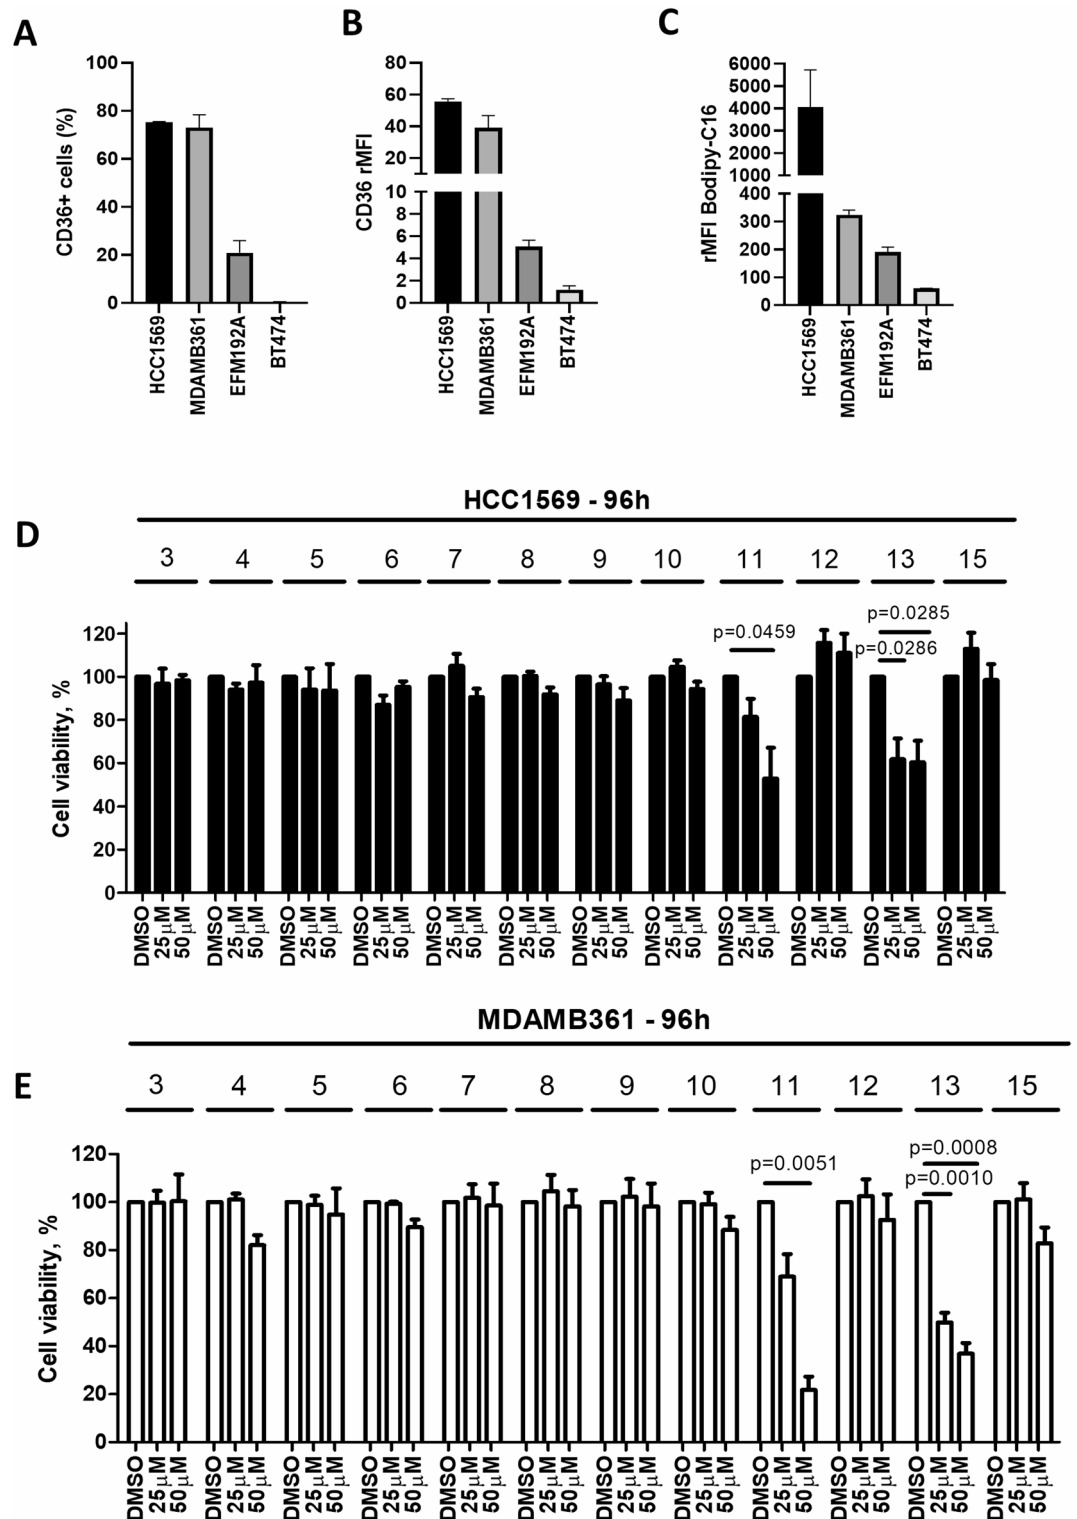 A
B
C
CD36+ cells (%)
100
80
60
40
20
0
HCC1569
MDAMB361
EFM192A
BT474
CD36 rMFI
80
60
40
20
10
8
6
4
2
0
HCC1569
MDAMB361
EFM192A
BT474
rMFI Bodipy-C16
6000
5000
4000
3000
2000
1000
400
300
200
100
0
HCC1569
MDAMB361
EFM192A
BT474
HCC1569 - 96h
D
3 4 5 6 7 8 9 10 11 12 13 15
p=0.0285
p=0.0459
p=0.0286
Cell viability, %
120
100
80
60
40
20
0
DMSO 25 µM 50 µM DMSO 25 µM 50 µM DMSO 25 µM 50 µM DMSO 25 µM 50 µM DMSO 25 µM 50 µM DMSO 25 µM 50 µM DMSO 25 µM 50 µM DMSO 25 µM 50 µM DMSO 25 µM 50 µM DMSO 25 µM 50 µM DMSO 25 µM 50 µM DMSO 25 µM 50 µM
MDAMB361 - 96h
E
3 4 5 6 7 8 9 10 11 12 13 15
p=0.0008
p=0.0051
p=0.0010
Cell viability, %
120
100
80
60
40
20
0
DMSO 25 µM 50 µM DMSO 25 µM 50 µM DMSO 25 µM 50 µM DMSO 25 µM 50 µM DMSO 25 µM 50 µM DMSO 25 µM 50 µM DMSO 25 µM 50 µM DMSO 25 µM 50 µM DMSO 25 µM 50 µM DMSO 25 µM 50 µM DMSO 25 µM 50 µM DMSO 25 µM 50 µM